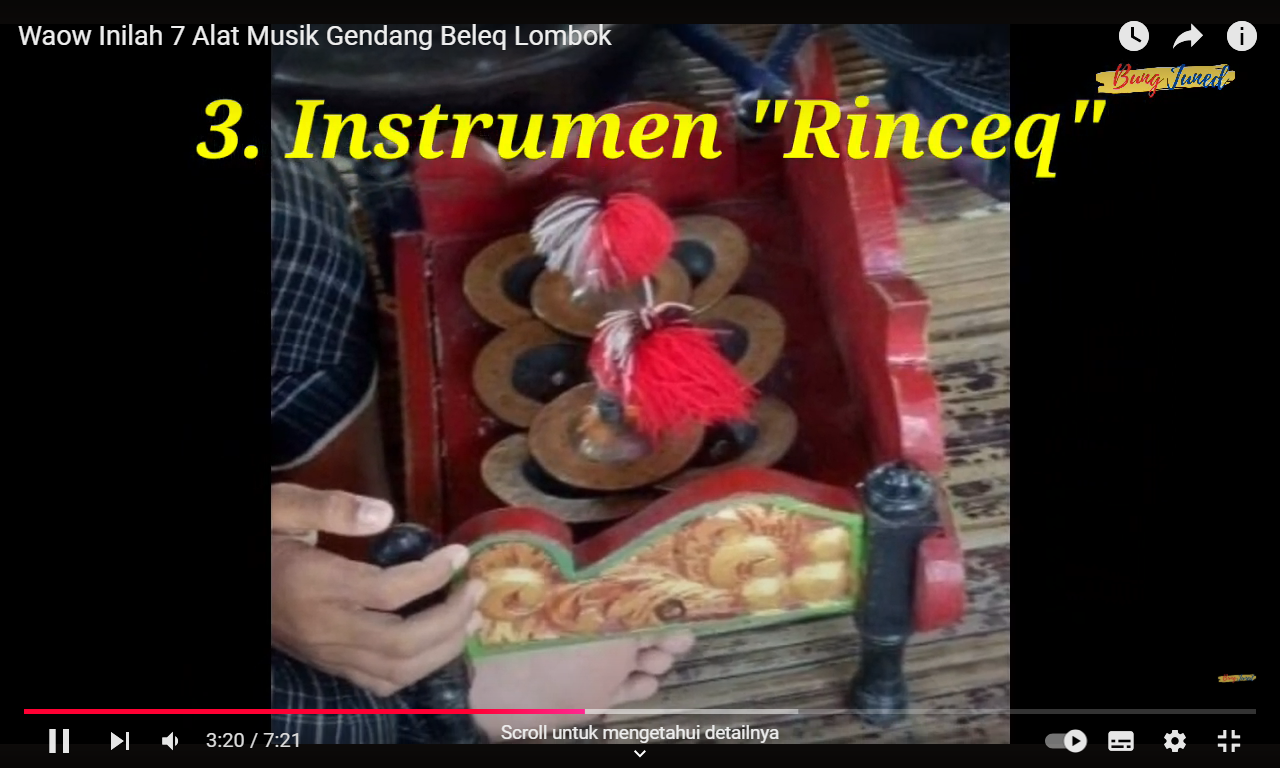 Waow Inilah 7 Alat Musik Gendang Beleq Lombok
Bung Juned
3. Instrumen "Rinceq"
3:20 / 7:21
Scroll untuk mengetahui detailnya